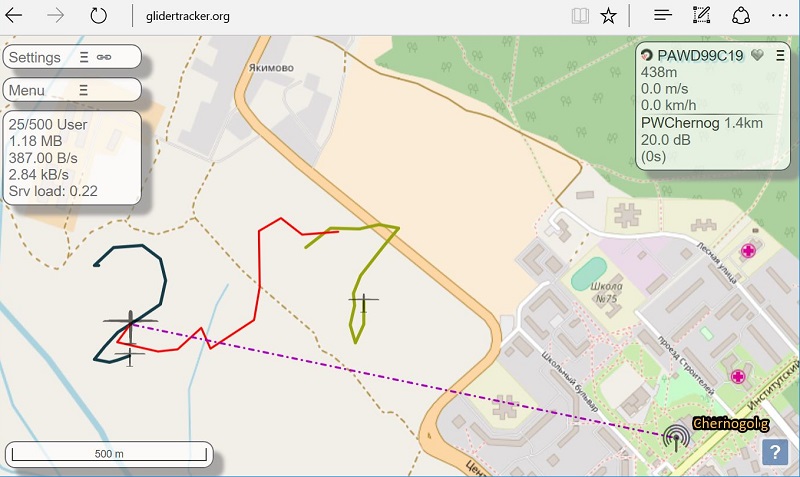 glidertracker.org
Settings
Menu
25/500 User
1.18 MB
387.00 B/s
2.84 kB/s
Srv load: 0.22
PAWD99C19
438m
0.0 m/s
0.0 km/h
PWChernog 1.4km
20.0 dB
(0s)
Якимово
Лесная улица
Школа
№75
проезд Строителей
Школьный бульвар
Институтский
Chernogolg
Цент
500 m
?